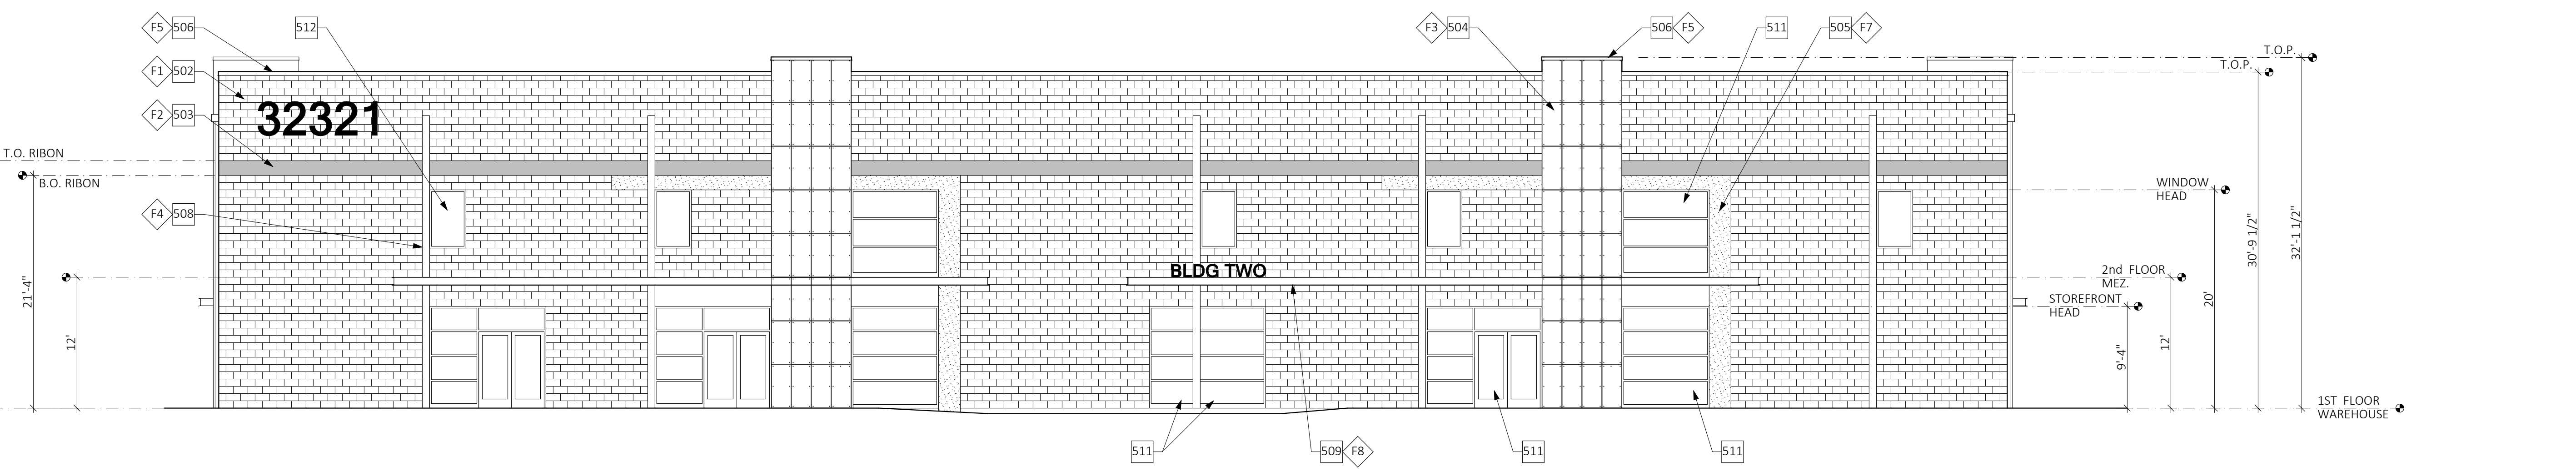 F5 506
512
F3 504
506 F5
511
505 F7
F1 502
32321
F2 503
T.O.P.
T.O.P.
T.O. RIBON
B.O. RIBON
WINDOW
HEAD
F4 508
30'-9 1/2"
32'-1 1/2"
21'-4"
BLDG TWO
2nd FLOOR
MEZ.
STOREFRONT
HEAD
20'
12'
12'
9'-4"
1ST FLOOR
WAREHOUSE
511
509 F8
511
511